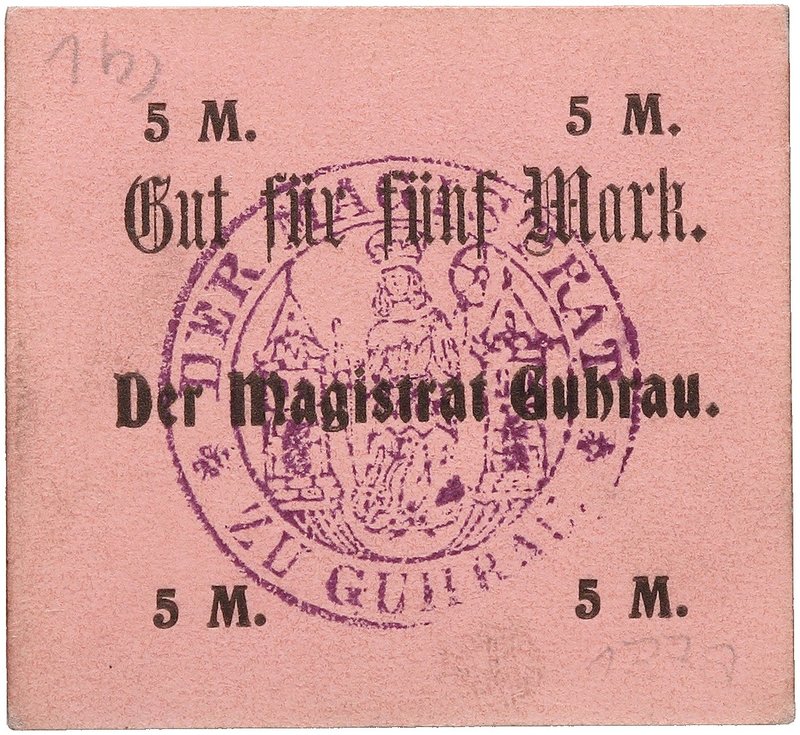 5 M. 5 M.
Gut für fünf Mark.
Der Magistrat Guhrau.
5 M. 5 M.
DER MAGISTRAT
* ZU GUHRAU *